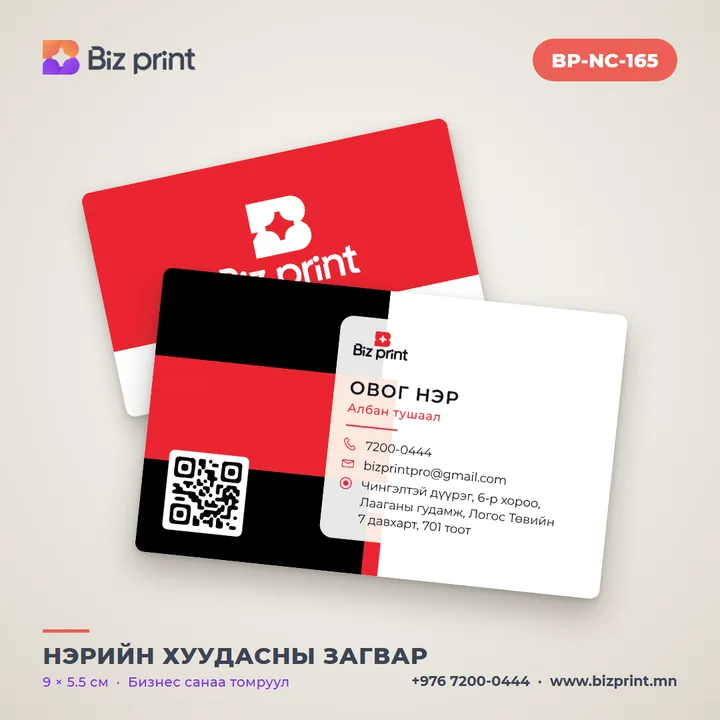 Biz print
BP-NC-165
Biz print
Biz print
ОВОГ НЭР
Албан тушаал
7200-0444
bizprintpro@gmail.com
Чингэлтэй дүүрэг, 6-р хороо,
Лааганы гудамж, Логос Төвийн
7 давхарт, 701 тоот
НЭРИЙН ХУУДАСНЫ ЗАГВАР
9 × 5.5 см · Бизнес санаа томруул
+976 7200-0444 · www.bizprint.mn